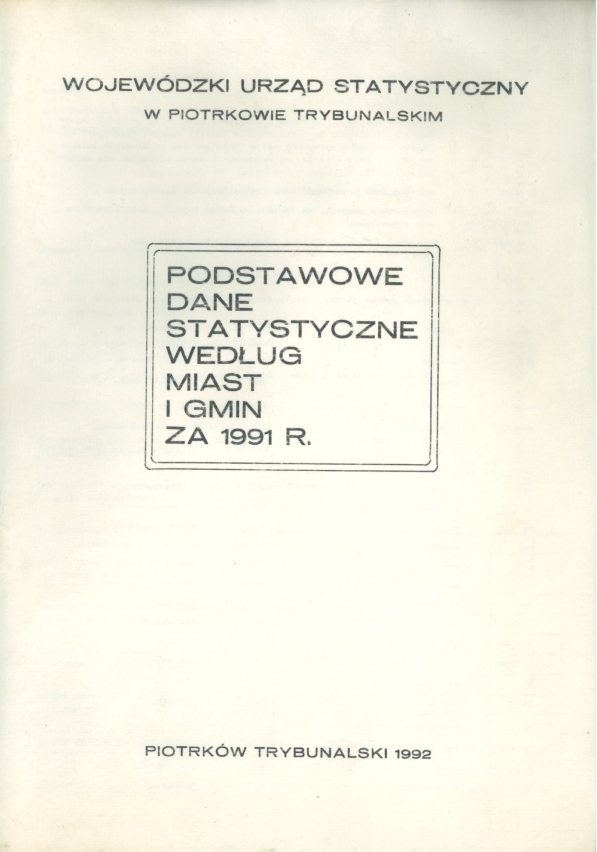 WOJEWÓDZKI URZĄD STATYSTYCZNY
W PIOTRKOWIE TRYBUNALSKIM
PODSTAWOWE
DANE
STATYSTYCZNE
WEDŁUG
MIAST
I GMIN
ZA 1991 R.
PIOTRKÓW TRYBUNALSKI 1992